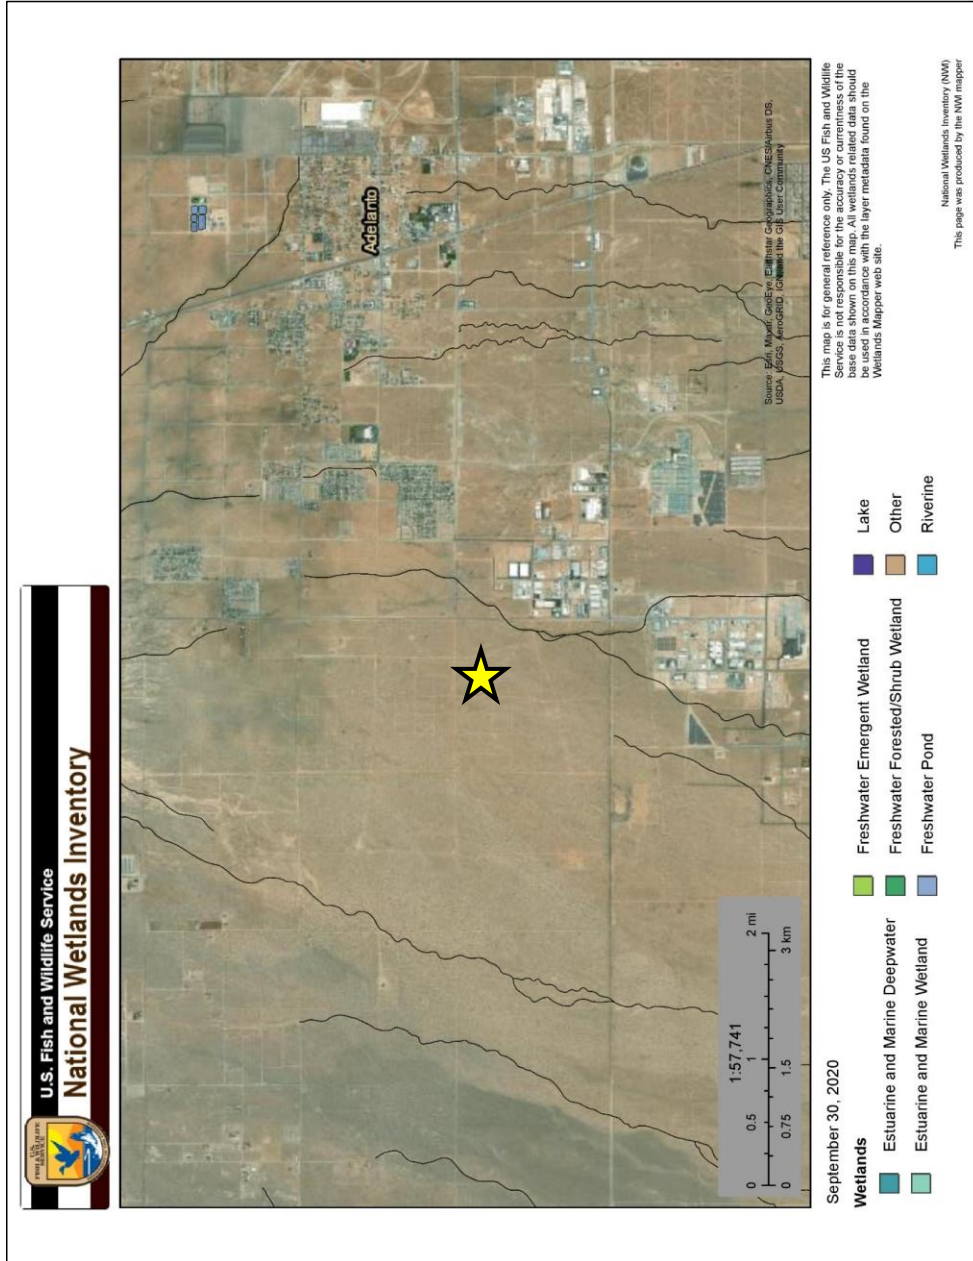 U.S. Fish and Wildlife Service
National Wetlands Inventory
U.S.
FISH & WILDLIFE
SERVICE
Adelanto
Source: Esri, Maxar, GeoEye, Earthstar Geographics, CNES/Airbus DS,
USDA, USGS, AeroGRID, IGN, and the GIS User Community
1:57,741
0 0.5 1 2 mi
0 0.75 1.5 3 km
September 30, 2020
Wetlands
Estuarine and Marine Deepwater
Estuarine and Marine Wetland
Freshwater Emergent Wetland
Freshwater Forested/Shrub Wetland
Freshwater Pond
Lake
Other
Riverine
This map is for general reference only. The US Fish and Wildlife
Service is not responsible for the accuracy or currentness of the
base data shown on this map. All wetlands related data should
be used in accordance with the layer metadata found on the
Wetlands Mapper web site.
National Wetlands Inventory (NWI)
This page was produced by the NWI mapper